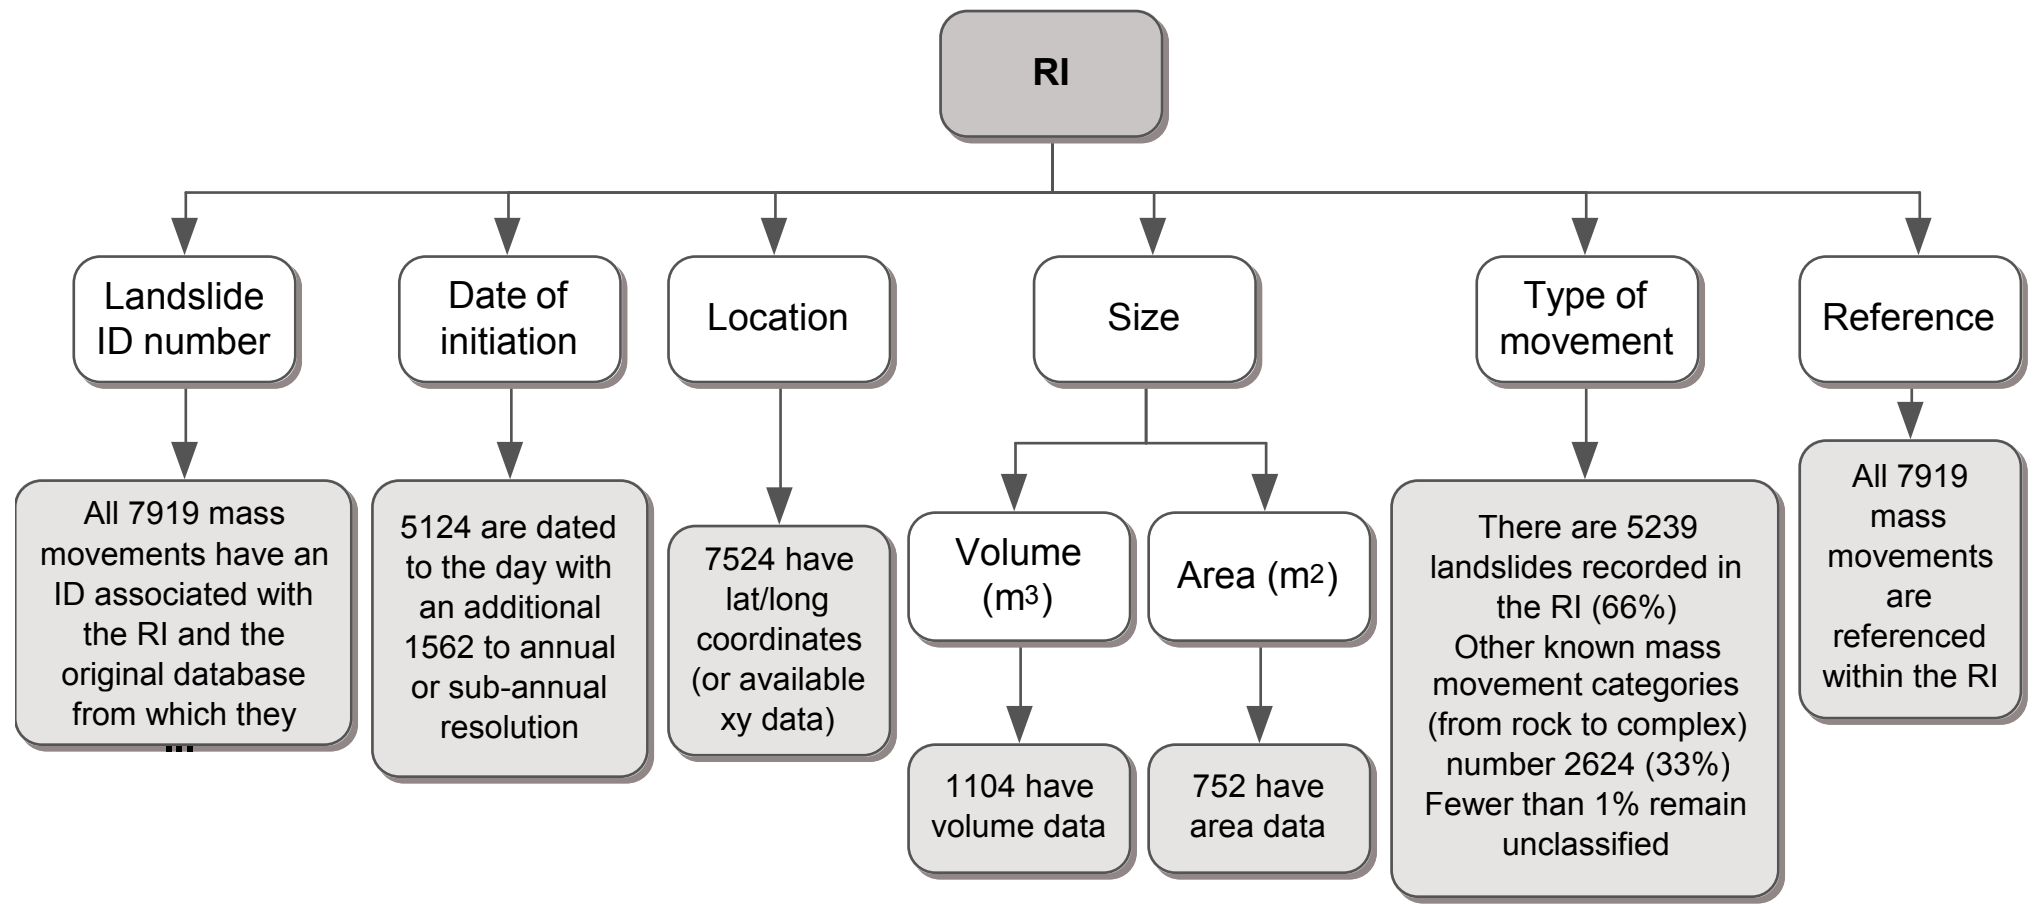 RI
Landslide
ID number
Date of
initiation
Location
Size
Type of
movement
Reference
All 7919 mass
movements have an
ID associated with
the RI and the
original database
from which they
5124 are dated
to the day with
an additional
1562 to annual
or sub-annual
resolution
7524 have
lat/long
coordinates
(or available
xy data)
Volume
(m3)
Area (m2)
1104 have
volume data
752 have
area data
There are 5239
landslides recorded in
the RI (66%)
Other known mass
movement categories
(from rock to complex)
number 2624 (33%)
Fewer than 1% remain
unclassified
All 7919
mass
movements
are
referenced
within the RI